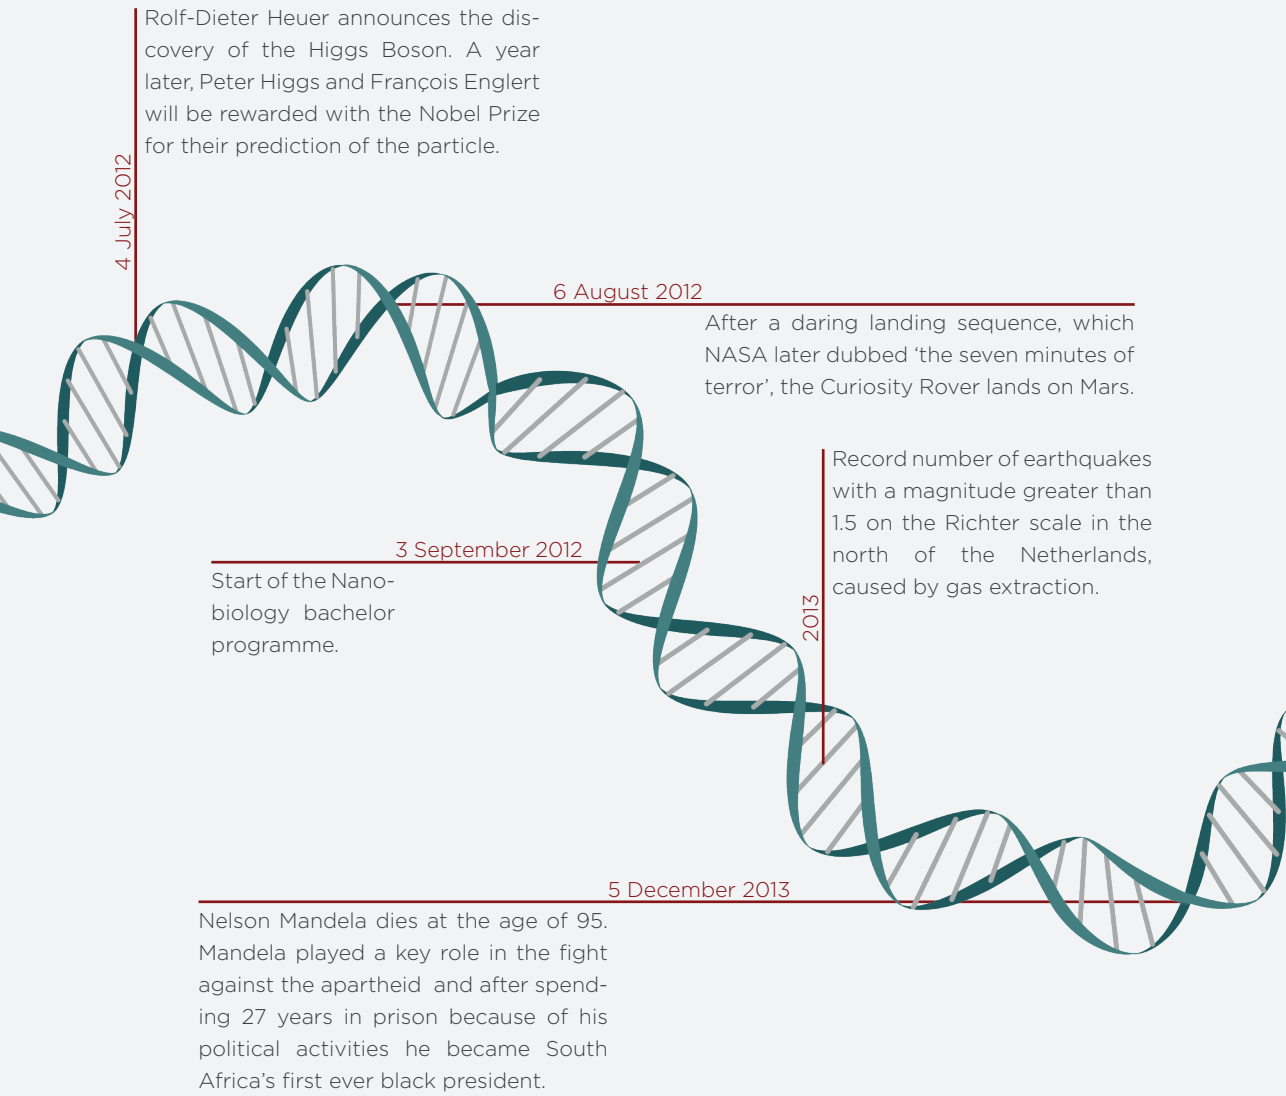 Rolf-Dieter Heuer announces the dis-
covery of the Higgs Boson. A year
later, Peter Higgs and François Englert
will be rewarded with the Nobel Prize
for their prediction of the particle.
4 July 2012
6 August 2012
After a daring landing sequence, which
NASA later dubbed ‘the seven minutes of
terror’, the Curiosity Rover lands on Mars.
Record number of earthquakes
with a magnitude greater than
1.5 on the Richter scale in the
north of the Netherlands,
caused by gas extraction.
2013
3 September 2012
Start of the Nano-
biology bachelor
programme.
5 December 2013
Nelson Mandela dies at the age of 95.
Mandela played a key role in the fight
against the apartheid and after spend-
ing 27 years in prison because of his
political activities he became South
Africa’s first ever black president.